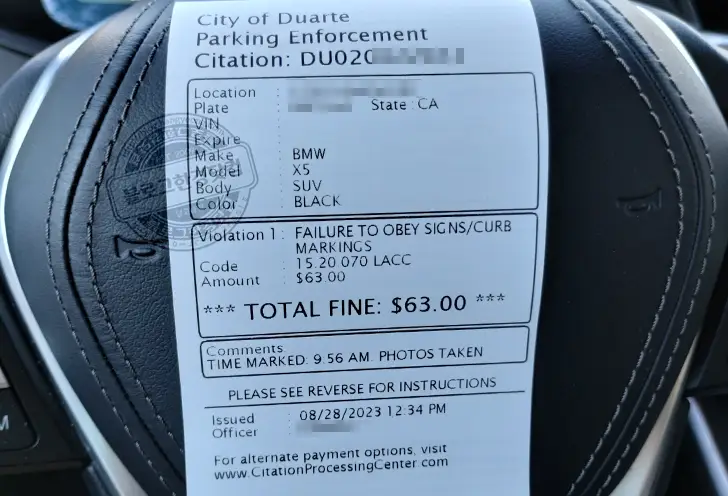 City of Duarte
Parking Enforcement
Citation: DU020
Location :
Plate : State : CA
VIN :
Expire :
Make : BMW
Model : X5
Body : SUV
Color : BLACK
Violation 1 : FAILURE TO OBEY SIGNS/CURB
MARKINGS
Code : 15.20.070 LACC
Amount : $63.00
*** TOTAL FINE: $63.00 ***
Comments
TIME MARKED: 9:56 AM. PHOTOS TAKEN
PLEASE SEE REVERSE FOR INSTRUCTIONS
Issued : 08/28/2023 12:34 PM
Officer :
For alternate payment options, visit
www.CitationProcessingCenter.com
M